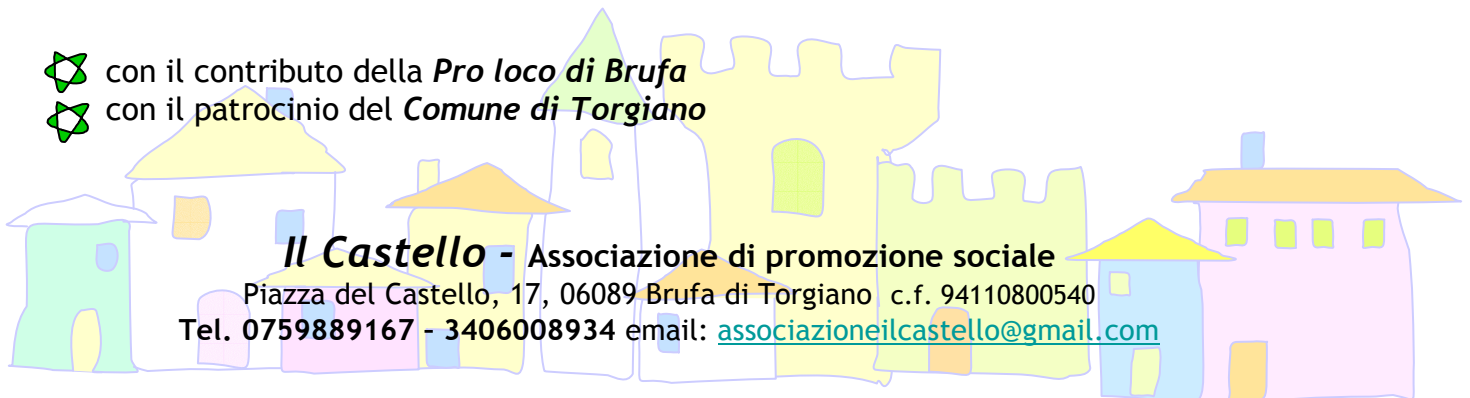 con il contributo della Pro loco di Brufa
con il patrocinio del Comune di Torgiano
Il Castello - Associazione di promozione sociale
Piazza del Castello, 17, 06089 Brufa di Torgiano c.f. 94110800540
Tel. 0759889167 – 3406008934 email: associazioneilcastello@gmail.com